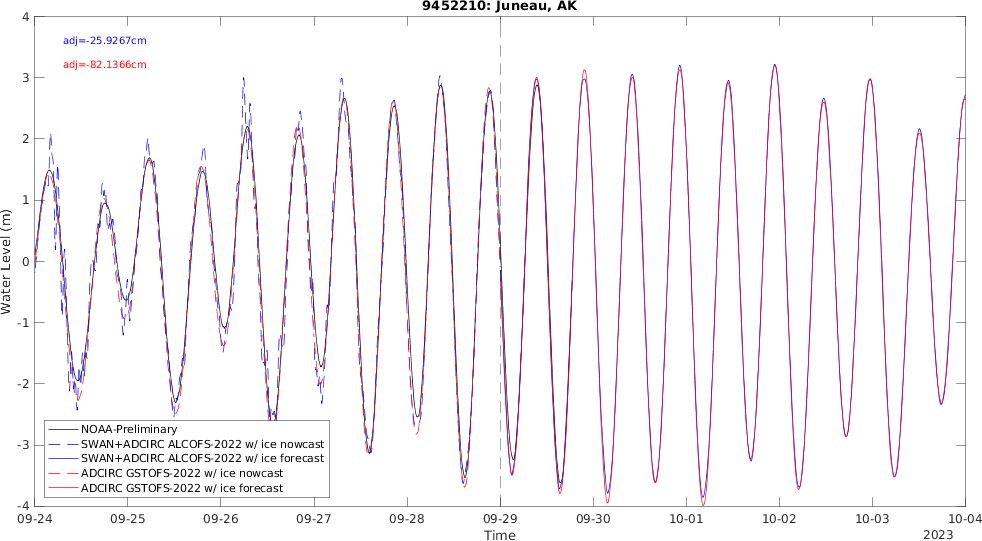 9452210: Juneau, AK
adj=-25.9267cm
adj=-82.1366cm
Water Level (m)
4
3
2
1
0
-1
-2
-3
-4
NOAA-Preliminary
SWAN+ADCIRC ALCOFS-2022 w/ ice nowcast
SWAN+ADCIRC ALCOFS-2022 w/ ice forecast
ADCIRC GSTOFS-2022 w/ ice nowcast
ADCIRC GSTOFS-2022 w/ ice forecast
09-24 09-25 09-26 09-27 09-28 09-29 09-30 10-01 10-02 10-03 10-04
Time
2023